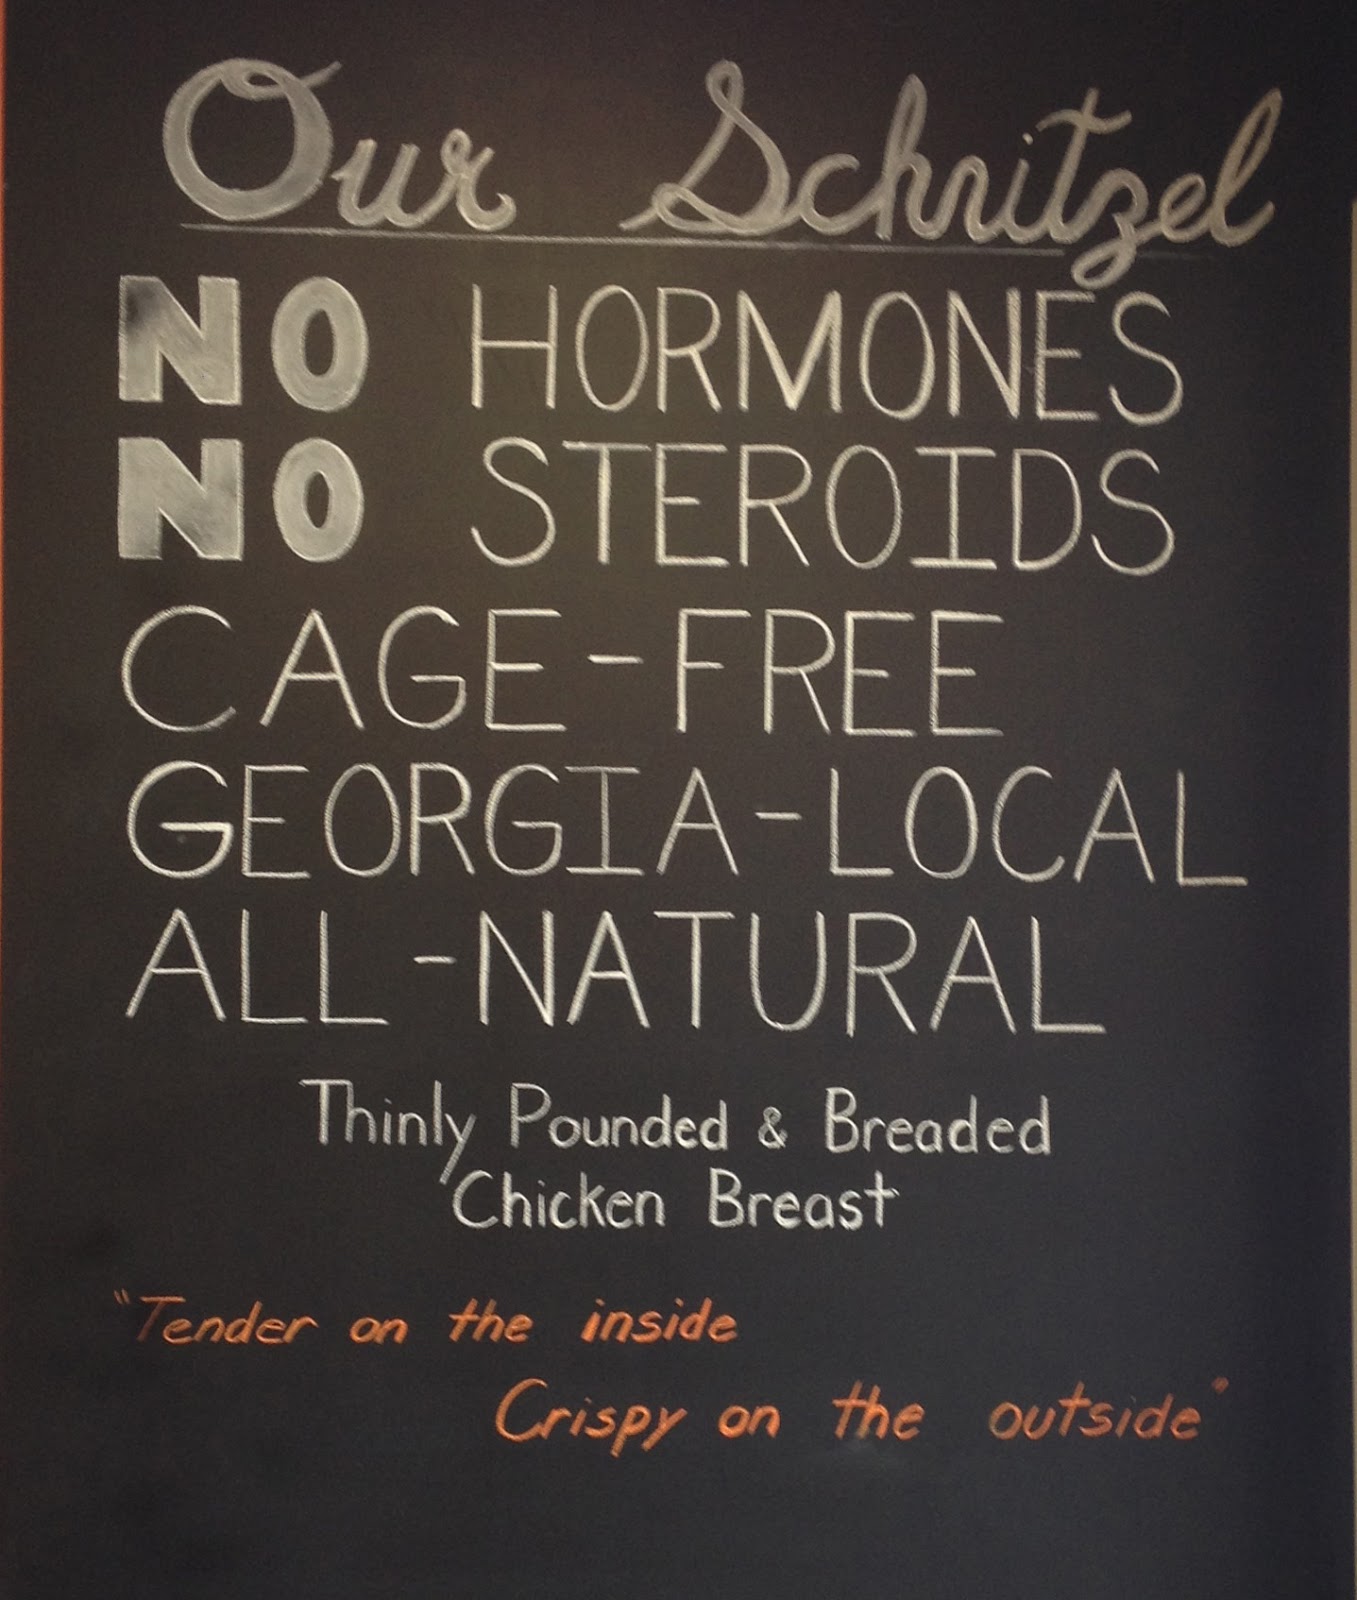 Our Schnitzel
NO HORMONES
NO STEROIDS
CAGE-FREE
GEORGIA-LOCAL
ALL-NATURAL
Thinly Pounded & Breaded
Chicken Breast
"Tender on the inside
Crispy on the outside"